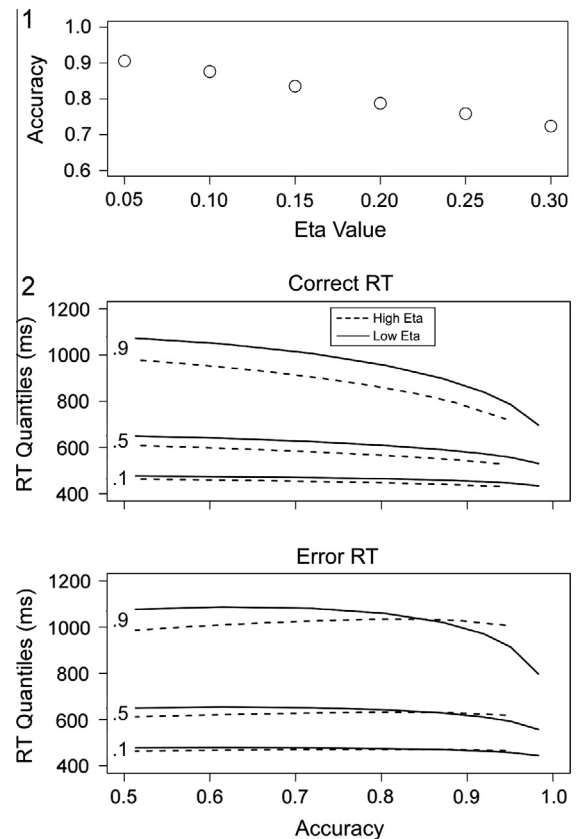 1
Accuracy
1.0
0.9
0.8
0.7
0.6
0.05 0.10 0.15 0.20 0.25 0.30
Eta Value
2
Correct RT
RT Quantiles (ms)
1200
1000
800
600
400
High Eta
Low Eta
.9
.5
.1
Error RT
RT Quantiles (ms)
1200
1000
800
600
400
.9
.5
.1
0.5 0.6 0.7 0.8 0.9 1.0
Accuracy